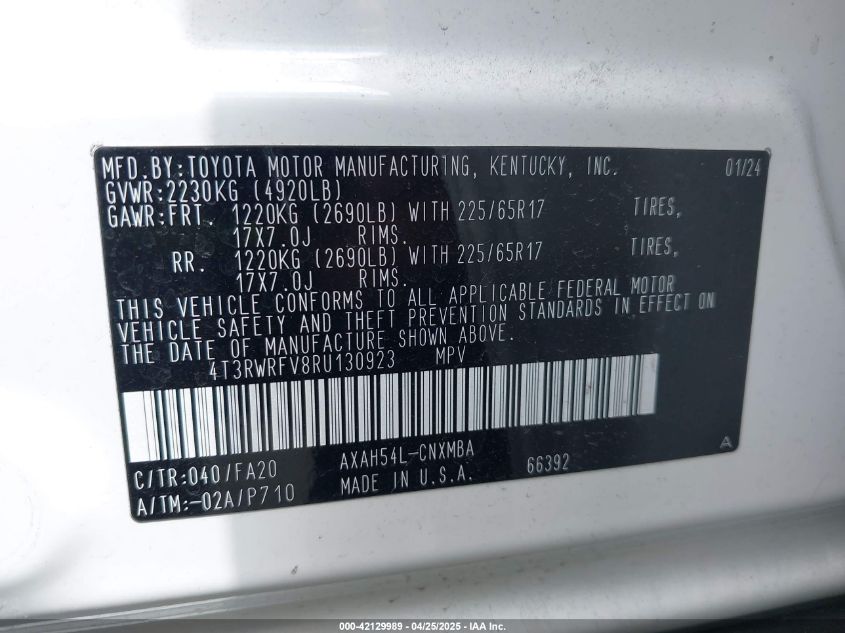 MFD.BY:TOYOTA MOTOR MANUFACTURING, KENTUCKY, INC. 01/24
GVWR:2230KG (4920LB)
GAWR:FRT. 1220KG (2690LB) WITH 225/65R17 TIRES,
17X7.0J RIMS.
RR. 1220KG (2690LB) WITH 225/65R17 TIRES,
17X7.0J RIMS.
THIS VEHICLE CONFORMS TO ALL APPLICABLE FEDERAL MOTOR
VEHICLE SAFETY AND THEFT PREVENTION STANDARDS IN EFFECT ON
THE DATE OF MANUFACTURE SHOWN ABOVE.
4T3RWRFV8RU130923 MPV
C/TR:040/FA20 AXAH54L-CNXMBA 66392 A
A/TM:-02A/P710 MADE IN U.S.A.
000-42129989 - 04/25/2025 - IAA Inc.